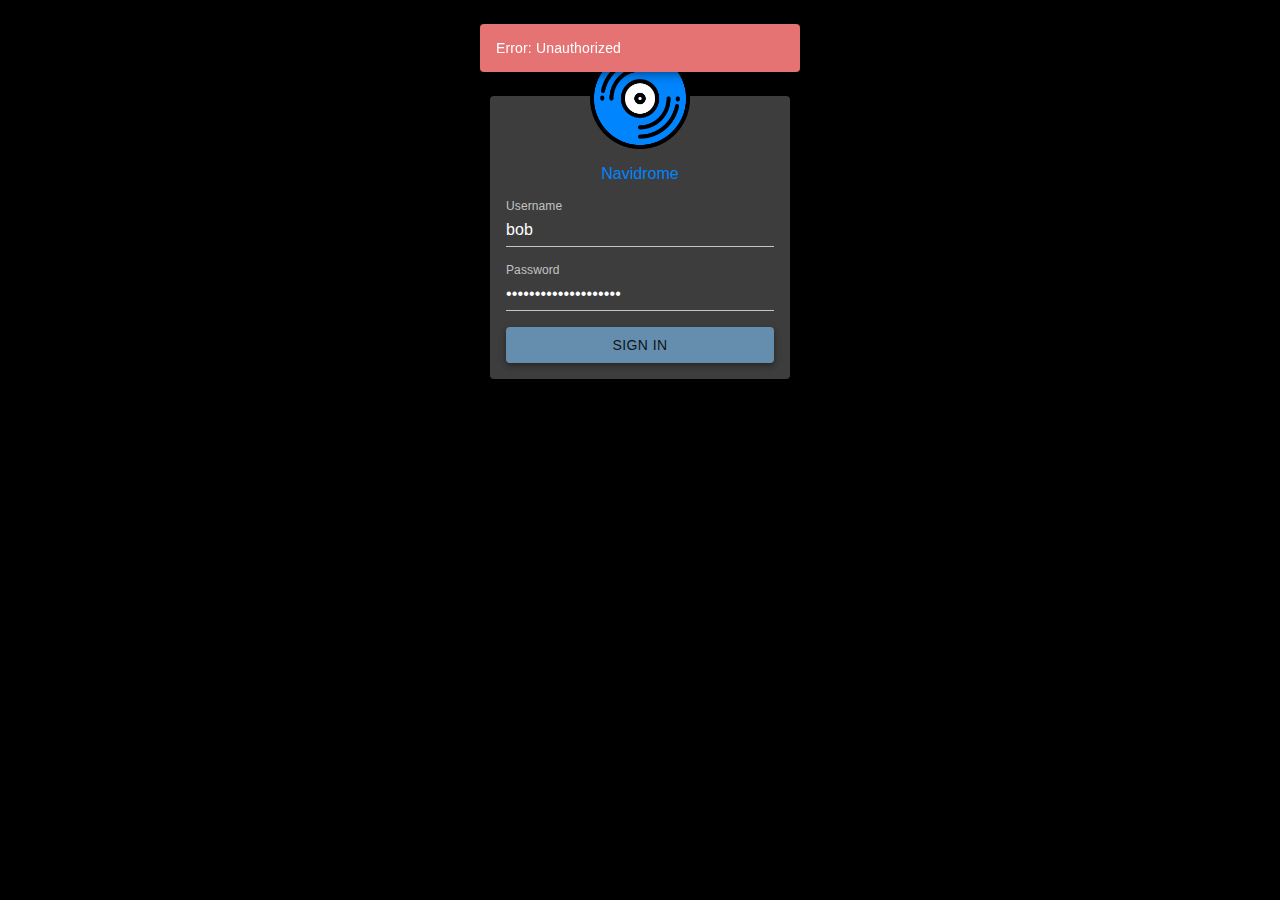 Error: Unauthorized
Navidrome
Username
bob
Password
••••••••••••••••••••
SIGN IN